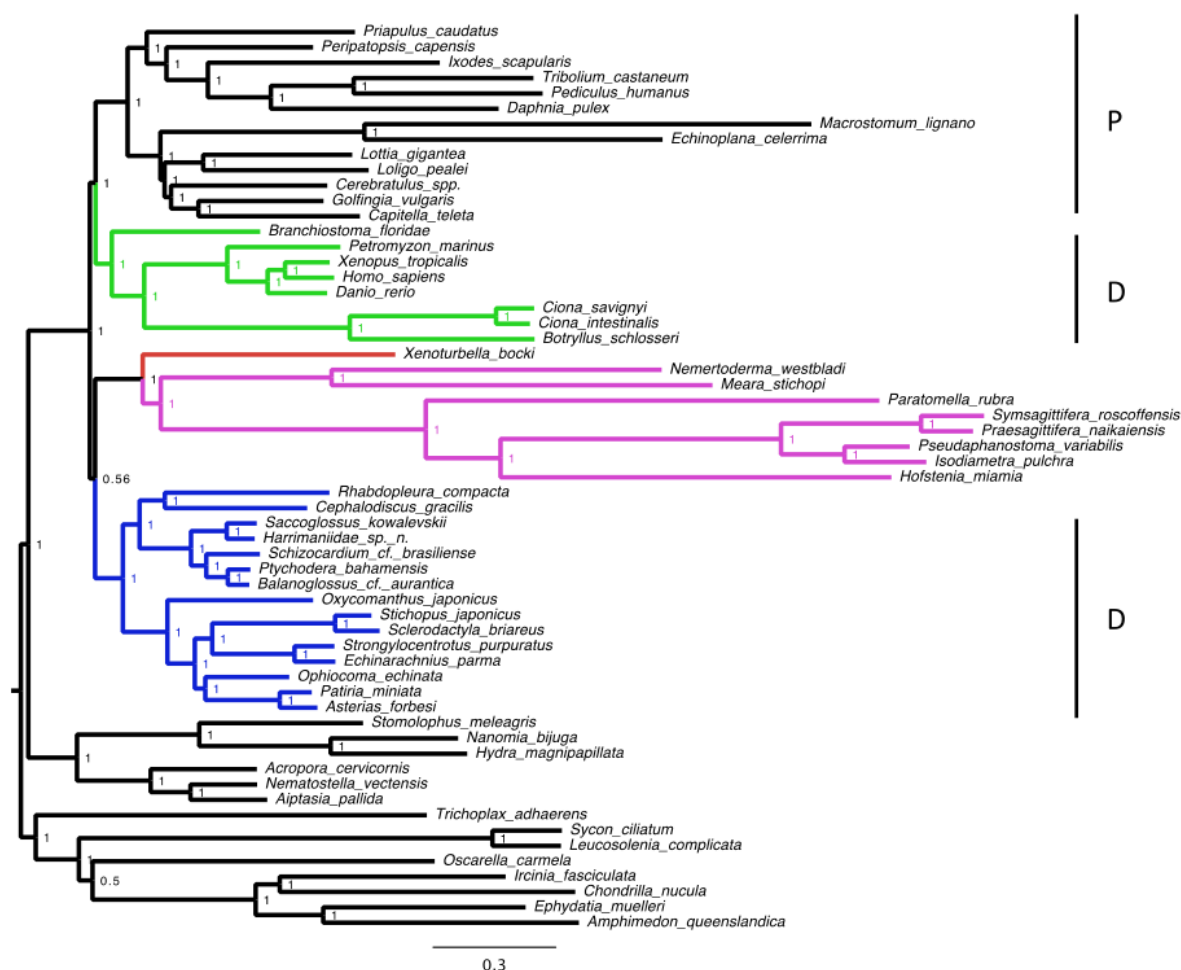 Priapulus_caudatus
1
Peripatopsis_capensis
1
Ixodes_scapularis
1
Tribolium_castaneum
1
Pediculus_humanus
1
Daphnia_pulex
1
P
Macrostomum_lignano
1
Echinoplana_celerrima
Lottia_gigantea
1
1
Loligo_pealei
1
Cerebratulus_spp.
1
Golfingia_vulgaris
1
1
Capitella_teleta
Branchiostoma_floridae
1
Petromyzon_marinus
1
Xenopus_tropicalis
1
Homo_sapiens
1
Danio_rerio
1
D
Ciona_savignyi
1
Ciona_intestinalis
1
Botryllus_schlosseri
1
Xenoturbella_bocki
1
Nemertoderma_westbladi
1
Meara_stichopi
1
Paratomella_rubra
Symsagittifera_roscoffensis
1
Praesagittifera_naikaiensis
1
1
Pseudaphanostoma_variabilis
1
Isodiametra_pulchra
1
Hofstenia_miamia
0.56
Rhabdopleura_compacta
1
Cephalodiscus_gracilis
1
Saccoglossus_kowalevskii
1
Harrimaniidae_sp._n.
1
Schizocardium_cf._brasiliense
1
Ptychodera_bahamensis
1
Balanoglossus_cf._aurantica
1
Oxycomanthus_japonicus
Stichopus_japonicus
1
Sclerodactyla_briareus
1
1
D
Strongylocentrotus_purpuratus
1
Echinarachnius_parma
1
Ophiocoma_echinata
1
Patiria_miniata
1
Asterias_forbesi
Stomolophus_meleagris
1
Nanomia_bijuga
1
Hydra_magnipapillata
1
1
Acropora_cervicornis
1
Nematostella_vectensis
1
Aiptasia_pallida
Trichoplax_adhaerens
1
Sycon_ciliatum
1
Leucosolenia_complicata
1
Oscarella_carmela
0.5
Ircinia_fasciculata
1
Chondrilla_nucula
1
Ephydatia_muelleri
1
Amphimedon_queenslandica
0.3